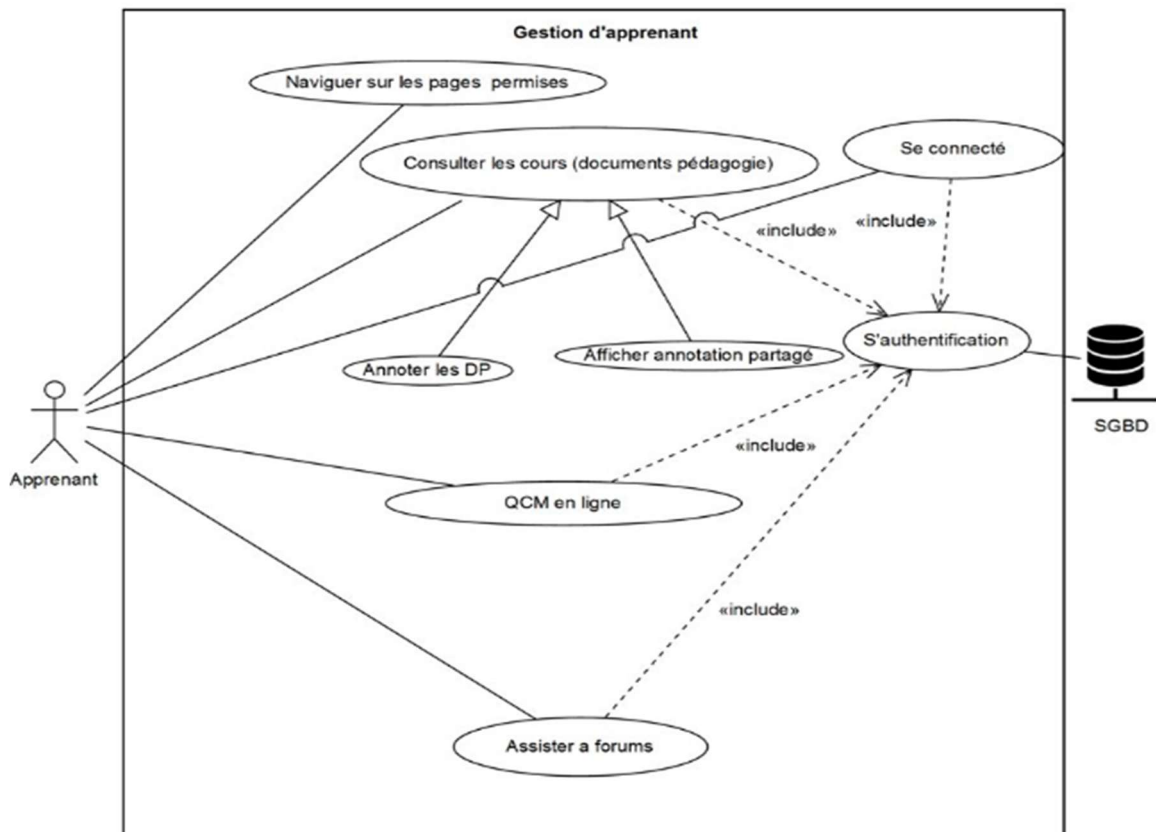 Gestion d'apprenant
Naviguer sur les pages permises
Consulter les cours (documents pédagogie)
Se connecté
«include»
«include»
S'authentification
Afficher annotation partagé
Annoter les DP
SGBD
«include»
Apprenant
QCM en ligne
«include»
Assister a forums